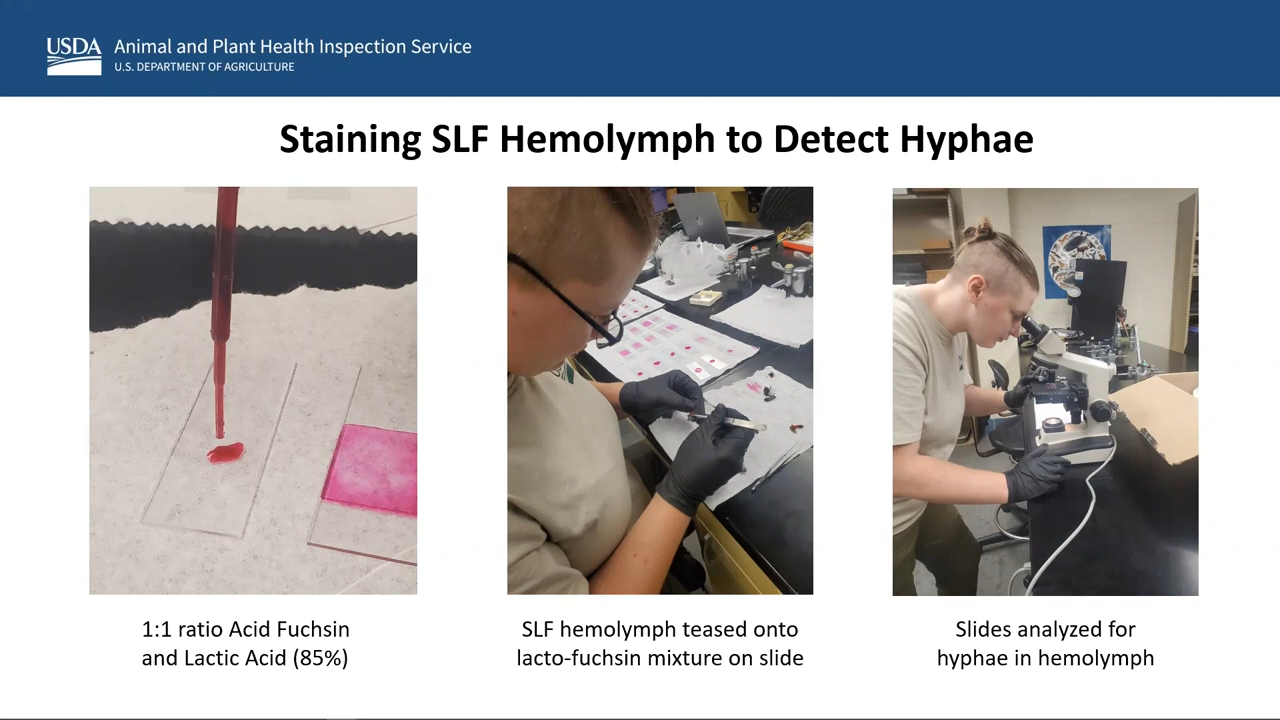 USDA
Animal and Plant Health Inspection Service
U.S. DEPARTMENT OF AGRICULTURE
Staining SLF Hemolymph to Detect Hyphae
1:1 ratio Acid Fuchsin
and Lactic Acid (85%)
SLF hemolymph teased onto
lacto-fuchsin mixture on slide
Slides analyzed for
hyphae in hemolymph